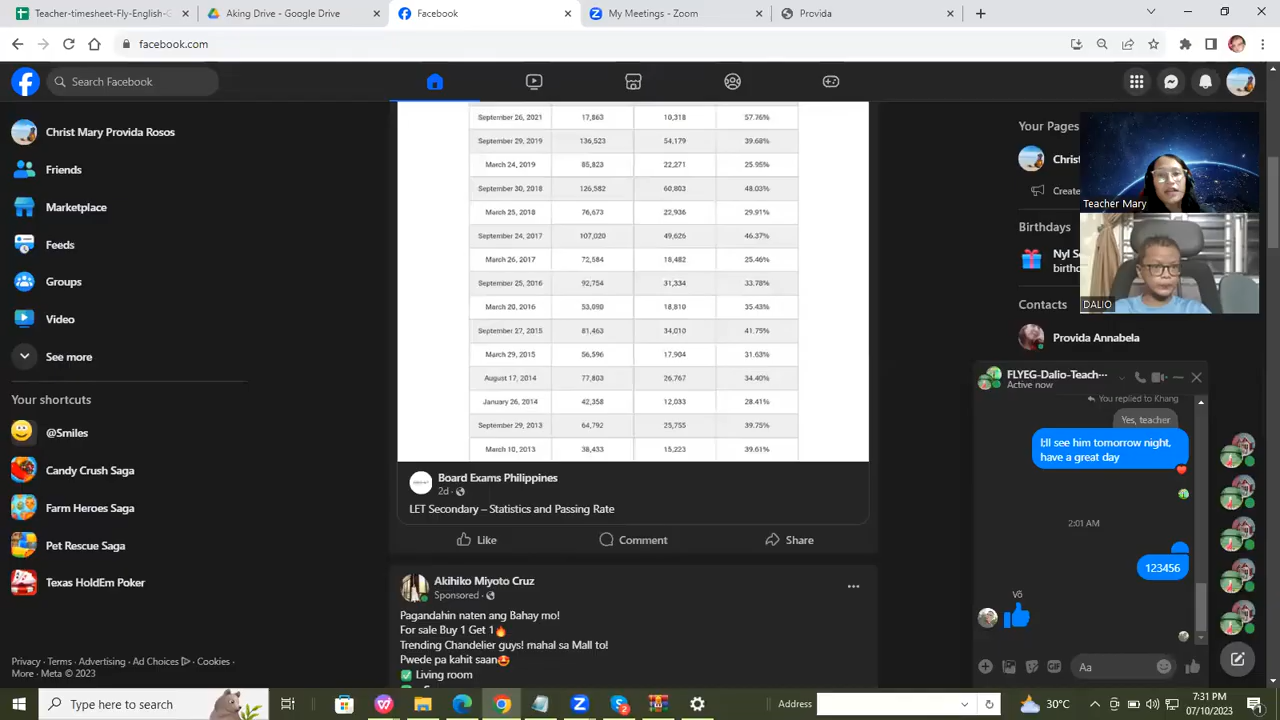 Teacher-timesheet-Fly-English-C
Aking Drive - Google Drive
Facebook
My Meetings - Zoom
Provida
facebook.com
Search Facebook
Christ Mary Provida Rosos
Friends
Marketplace
Feeds
Groups
Video
See more
Your shortcuts
@Smiles
Candy Crush Saga
Farm Heroes Saga
Pet Rescue Saga
Texas HoldEm Poker
Privacy · Terms · Advertising · Ad Choices · Cookies ·
More · Meta © 2023
September 26, 2021 17,863 10,318 57.76%
September 29, 2019 136,523 54,179 39.68%
March 24, 2019 85,823 22,271 25.95%
September 30, 2018 126,582 60,803 48.03%
March 25, 2018 76,673 22,936 29.91%
September 24, 2017 107,020 49,626 46.37%
March 26, 2017 72,584 18,482 25.46%
September 25, 2016 92,754 31,334 33.78%
March 20, 2016 53,090 18,810 35.43%
September 27, 2015 81,463 34,010 41.75%
March 29, 2015 56,596 17,904 31.63%
August 17, 2014 77,803 26,767 34.40%
January 26, 2014 42,358 12,033 28.41%
September 29, 2013 64,792 25,755 39.75%
March 10, 2013 38,433 15,223 39.61%
Board Exams Philippines
2d ·
LET Secondary – Statistics and Passing Rate
Like
Comment
Share
Akihiko Miyoto Cruz
Sponsored ·
Pagandahin naten ang Bahay mo!
For sale Buy 1 Get 1🔥
Trending Chandelier guys! mahal sa Mall to!
Pwede pa kahit saan🤩
✅ Living room
Your Pages
Christ
Create
Birthdays
Nyl S
birthd
Contacts
Provida Annabela
Teacher Mary
DALIO
FLYEG-Dalio-Teach···
Active now
You replied to Khang
Yes, teacher
I;ll see him tomorrow night,
have a great day
2:01 AM
123456
Võ
Aa
Type here to search
Address
30°C
7:31 PM
07/10/2023